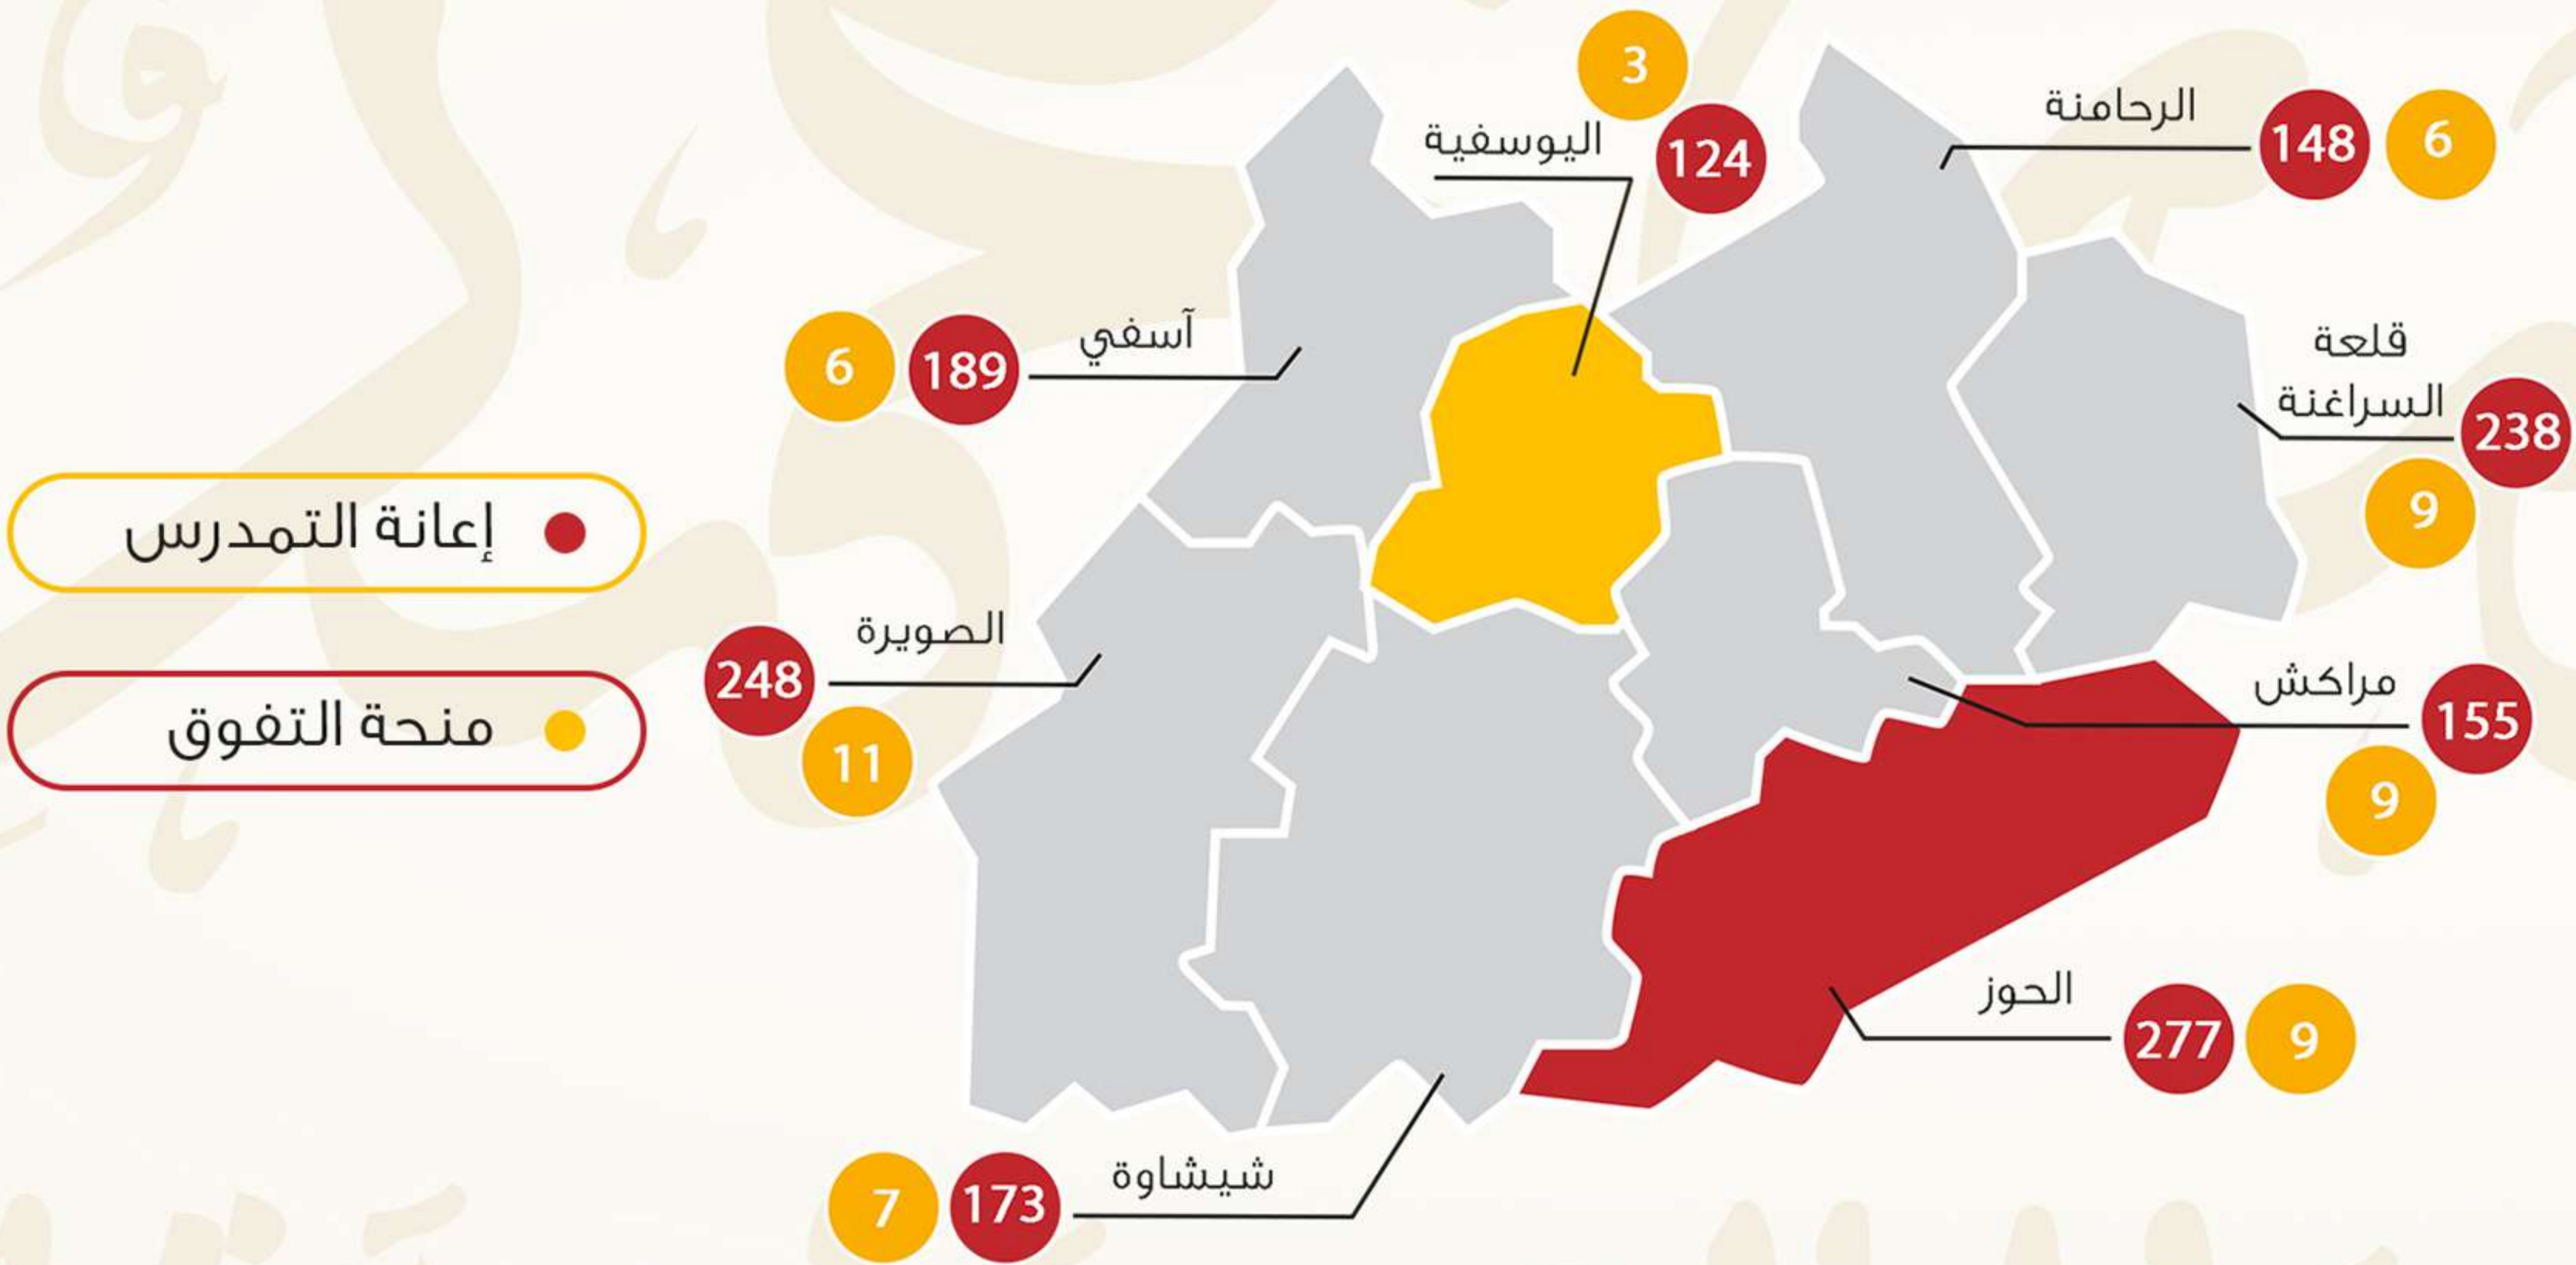 3
اليوسفية
124
الرحامنة
148
6
آسفي
189
6
قلعة
السراغنة
238
9
إعانة التمدرس
منحة التفوق
الصويرة
248
11
مراكش
155
9
الحوز
277
9
شيشاوة
173
7